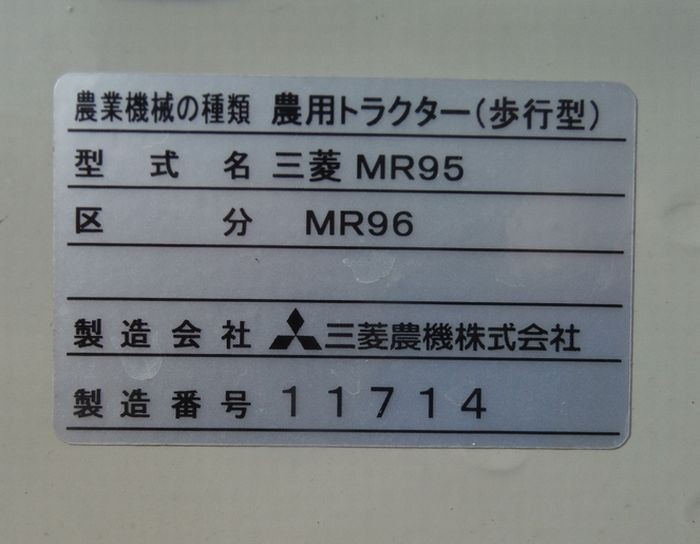 農業機械の種類 農用トラクター(歩行型)
型式名 三菱 MR95
区分 MR96
製造会社 三菱農機株式会社
製造番号 11714